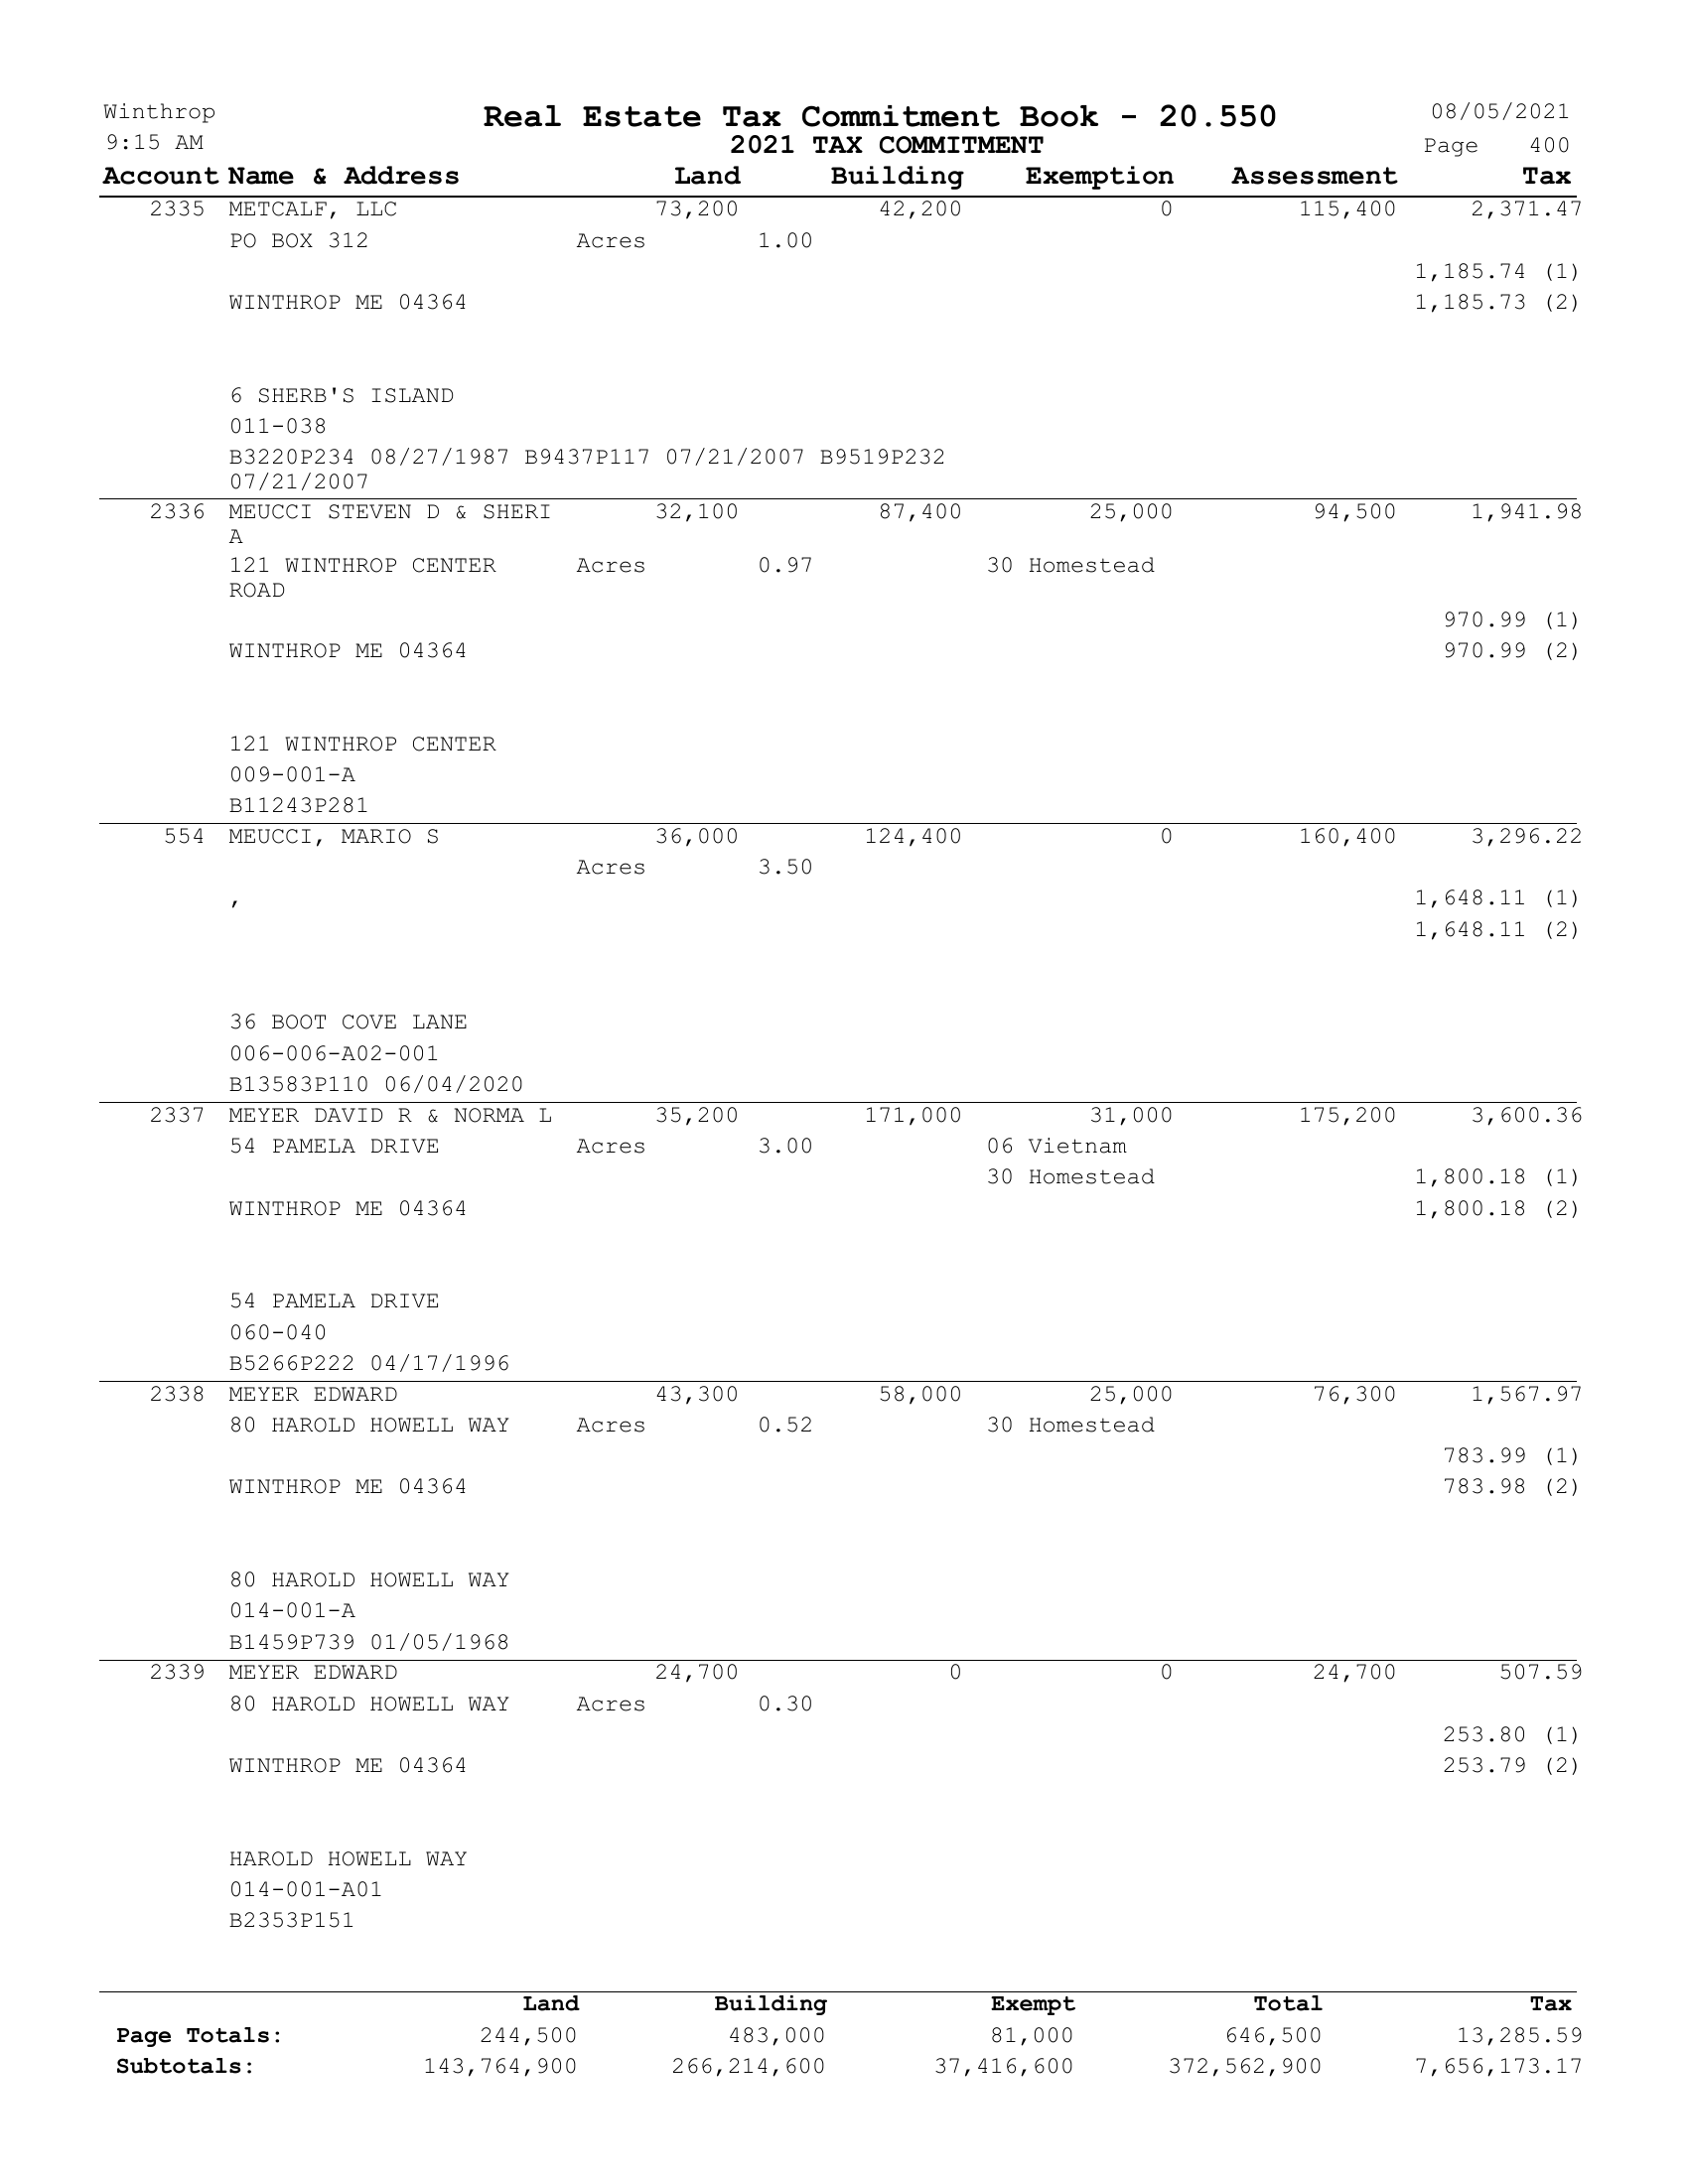 Winthrop Real Estate Tax Commitment Book - 20.550 08/05/2021
9:15 AM 2021 TAX COMMITMENT Page 400
Account Name & Address Land Building Exemption Assessment Tax
2335 METCALF, LLC 73,200 42,200 0 115,400 2,371.47
PO BOX 312 Acres 1.00
1,185.74 (1)
WINTHROP ME 04364 1,185.73 (2)
6 SHERB'S ISLAND
011-038
B3220P234 08/27/1987 B9437P117 07/21/2007 B9519P232
07/21/2007
2336 MEUCCI STEVEN D & SHERI 32,100 87,400 25,000 94,500 1,941.98
A
121 WINTHROP CENTER Acres 0.97 30 Homestead
ROAD
970.99 (1)
WINTHROP ME 04364 970.99 (2)
121 WINTHROP CENTER
009-001-A
B11243P281
554 MEUCCI, MARIO S 36,000 124,400 0 160,400 3,296.22
Acres 3.50
, 1,648.11 (1)
1,648.11 (2)
36 BOOT COVE LANE
006-006-A02-001
B13583P110 06/04/2020
2337 MEYER DAVID R & NORMA L 35,200 171,000 31,000 175,200 3,600.36
54 PAMELA DRIVE Acres 3.00 06 Vietnam
30 Homestead 1,800.18 (1)
WINTHROP ME 04364 1,800.18 (2)
54 PAMELA DRIVE
060-040
B5266P222 04/17/1996
2338 MEYER EDWARD 43,300 58,000 25,000 76,300 1,567.97
80 HAROLD HOWELL WAY Acres 0.52 30 Homestead
783.99 (1)
WINTHROP ME 04364 783.98 (2)
80 HAROLD HOWELL WAY
014-001-A
B1459P739 01/05/1968
2339 MEYER EDWARD 24,700 0 0 24,700 507.59
80 HAROLD HOWELL WAY Acres 0.30
253.80 (1)
WINTHROP ME 04364 253.79 (2)
HAROLD HOWELL WAY
014-001-A01
B2353P151
Land Building Exempt Total Tax
Page Totals: 244,500 483,000 81,000 646,500 13,285.59
Subtotals: 143,764,900 266,214,600 37,416,600 372,562,900 7,656,173.17